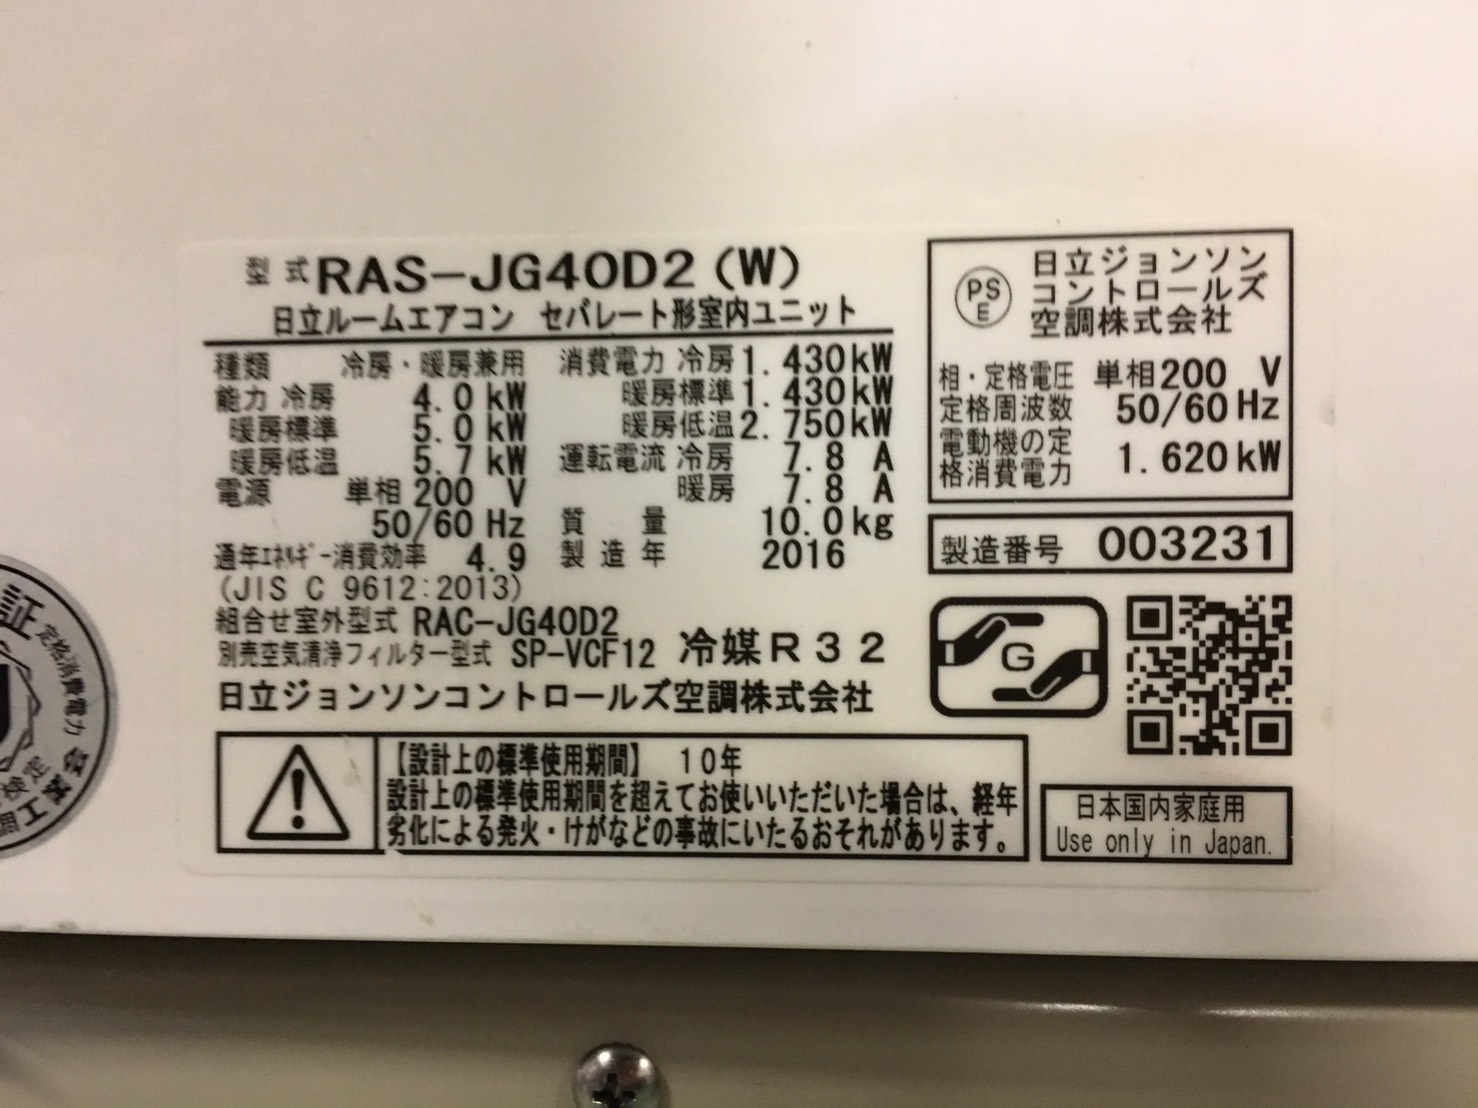 型式 RAS-JG40D2 (W)
日立ルームエアコン セパレート形室内ユニット
種類 冷房・暖房兼用
能力 冷房 4.0 kW
暖房標準 5.0 kW
暖房低温 5.7 kW
電源 単相 200 V
50/60 Hz
通年エネルギー消費効率 4.9
(JIS C 9612:2013)
消費電力 冷房 1.430kW
暖房標準 1.430kW
暖房低温 2.750kW
運転電流 冷房 7.8 A
暖房 7.8 A
質量 10.0kg
製造年 2016
組合せ室外型式 RAC-JG40D2
別売空気清浄フィルター型式 SP-VCF12
冷媒R32
日立ジョンソンコントロールズ空調株式会社
【設計上の標準使用期間】 10年
設計上の標準使用期間を超えてお使いいただいた場合は、経年
劣化による発火・けがなどの事故にいたるおそれがあります。
PS
E
日立ジョンソン
コントロールズ
空調株式会社
相・定格電圧 単相200 V
定格周波数 50/60 Hz
電動機の定
格消費電力 1.620 kW
製造番号 003231
G
日本国内家庭用
Use only in Japan.
証
定格消費電力
検定